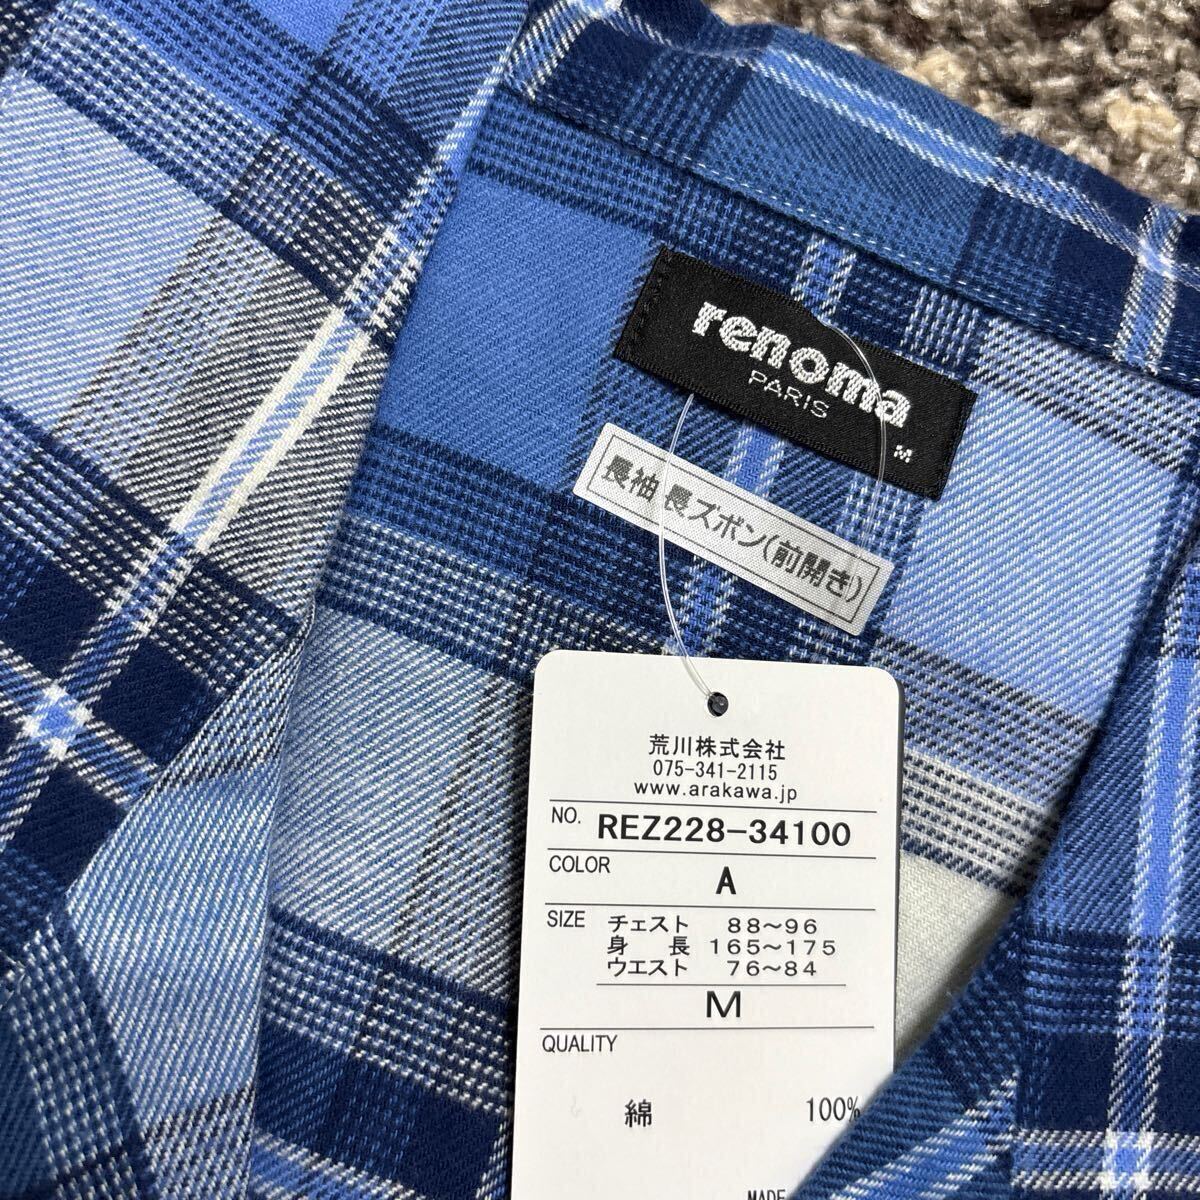 renoma
PARIS
M
長袖 長ズボン(前開き)
荒川株式会社
075-341-2115
www.arakawa.jp
NO. REZ228-34100
COLOR A
SIZE チェスト 88~96
身 長 165~175
ウエスト 76~84
M
QUALITY
綿 100%
MADE